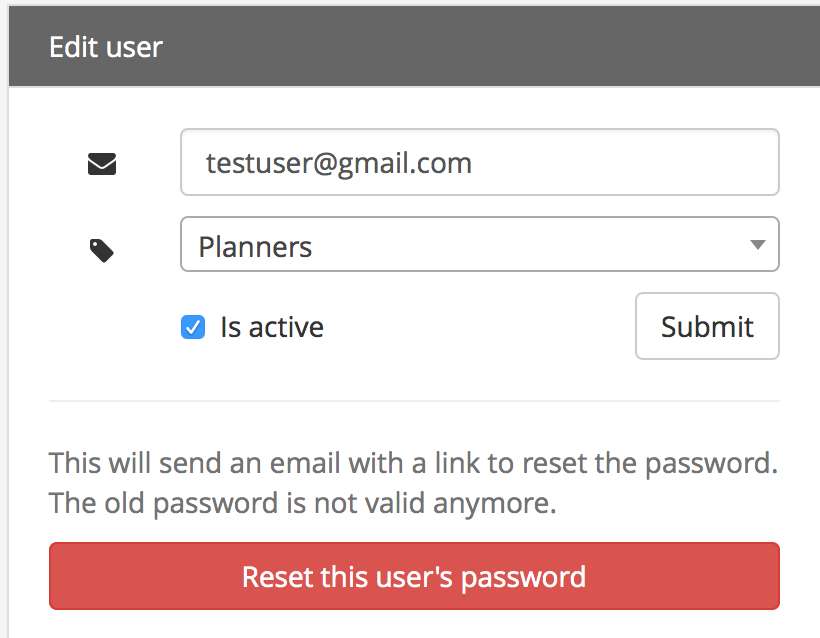 Edit user
testuser@gmail.com
Planners
Is active
Submit
This will send an email with a link to reset the password.
The old password is not valid anymore.
Reset this user's password